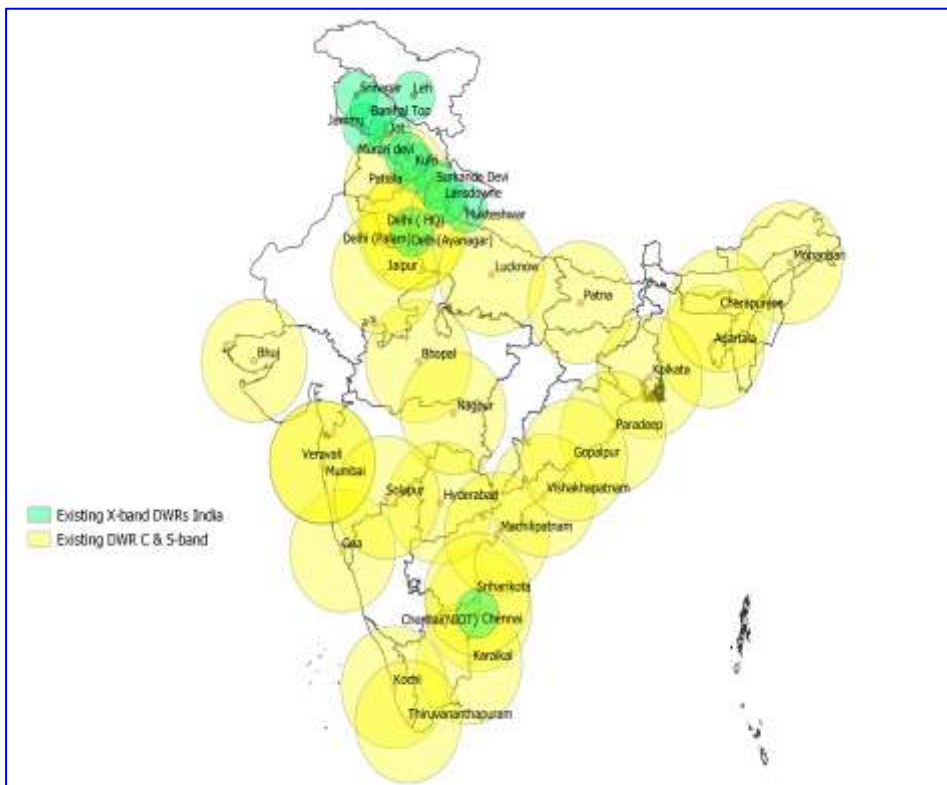 Srinagar
Leh
Banihal Top
Jammu
Jot
Murari devi
Kufri
Surkanda Devi
Patiala
Lansdowne
Mukteshwar
Delhi ( HQ)
Delhi (Palam)
Delhi(Ayanagar)
Jaipur
Lucknow
Mohanbari
Patna
Cherapunjee
Agartala
Bhuj
Bhopal
Kolkata
Nagpur
Paradeep
Gopalpur
Veravali
Mumbai
Solapur
Hyderabad
Vishakhapatnam
Existing X-band DWRs India
Machilipatnam
Existing DWR C & S-band
Goa
Sriharikota
Chennai(NIOT)
Chennai
Karaikal
Kochi
Thiruvananthapuram